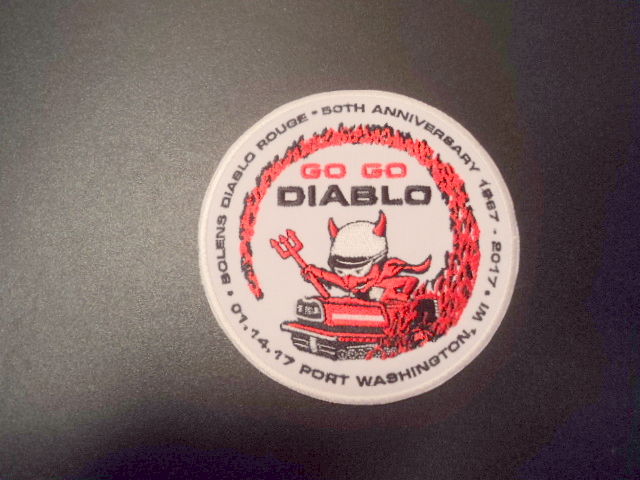 BOLENS DIABLO ROUGE • 50TH ANNIVERSARY 1967 - 2017 •
GO GO
DIABLO
• 01.14.17 PORT WASHINGTON, WI